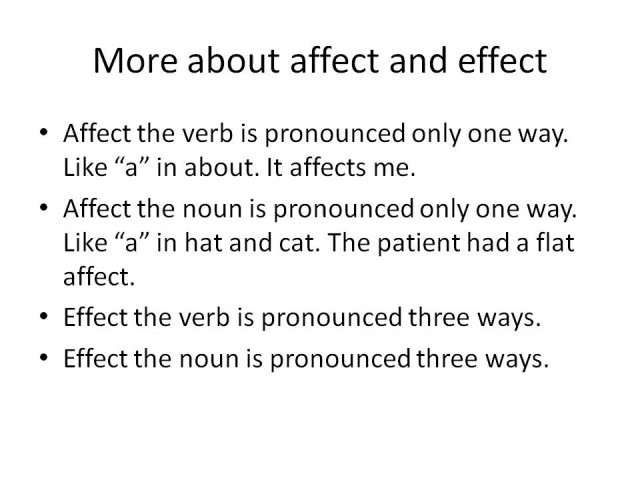 More about affect and effect
• Affect the verb is pronounced only one way.
Like “a” in about. It affects me.
• Affect the noun is pronounced only one way.
Like “a” in hat and cat. The patient had a flat
affect.
• Effect the verb is pronounced three ways.
• Effect the noun is pronounced three ways.